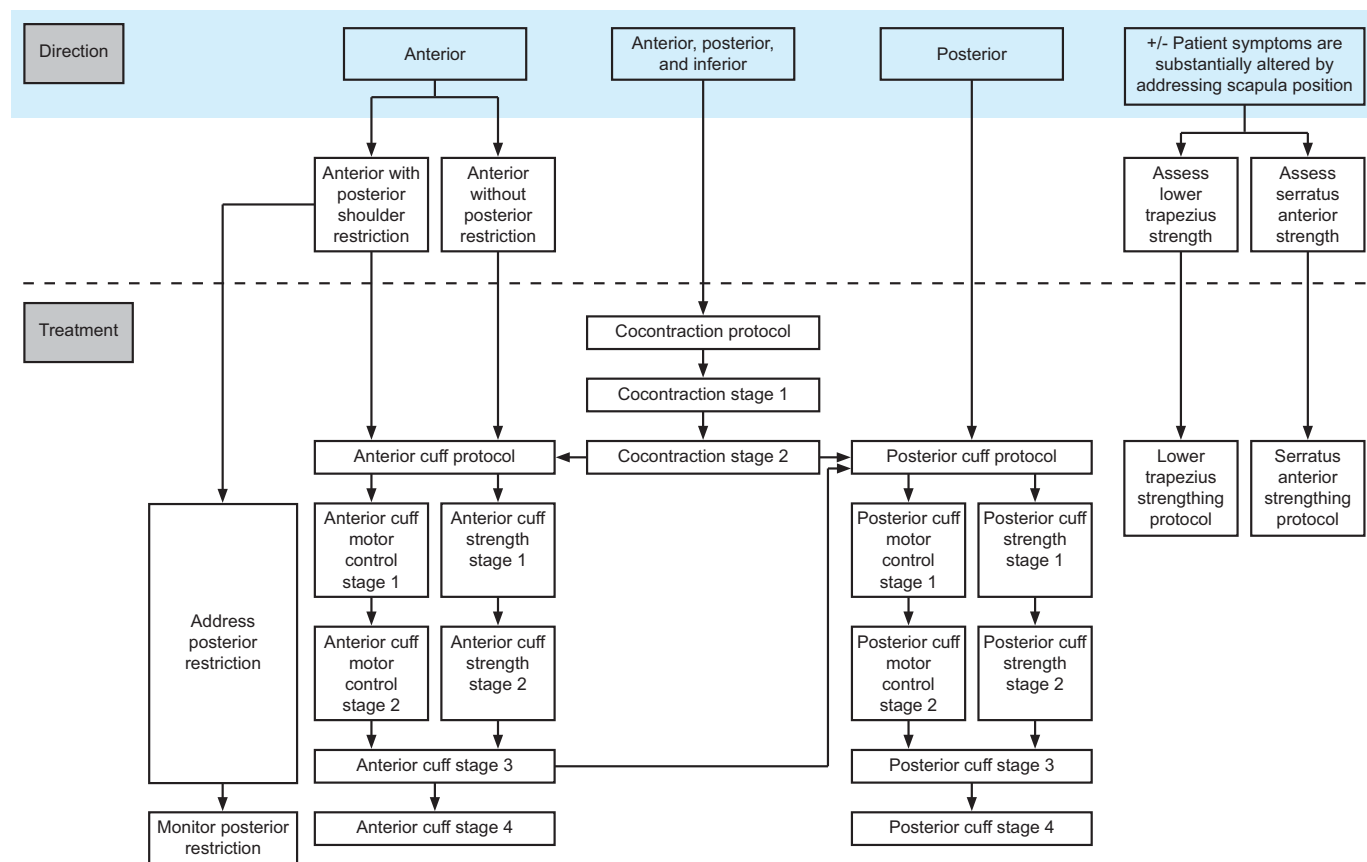 Direction
Anterior
Anterior, posterior,
and inferior
Posterior
+/- Patient symptoms are
substantially altered by
addressing scapula position
Anterior with
posterior
shoulder
restriction
Anterior
without
posterior
restriction
Assess
lower
trapezius
strength
Assess
serratus
anterior
strength
Treatment
Cocontraction protocol
Cocontraction stage 1
Anterior cuff protocol
Cocontraction stage 2
Posterior cuff protocol
Lower
trapezius
strengthing
protocol
Serratus
anterior
strengthing
protocol
Address
posterior
restriction
Anterior cuff
motor
control
stage 1
Anterior cuff
strength
stage 1
Posterior cuff
motor
control
stage 1
Posterior cuff
strength
stage 1
Anterior cuff
motor
control
stage 2
Anterior cuff
strength
stage 2
Posterior cuff
motor
control
stage 2
Posterior cuff
strength
stage 2
Anterior cuff stage 3
Posterior cuff stage 3
Monitor posterior
restriction
Anterior cuff stage 4
Posterior cuff stage 4